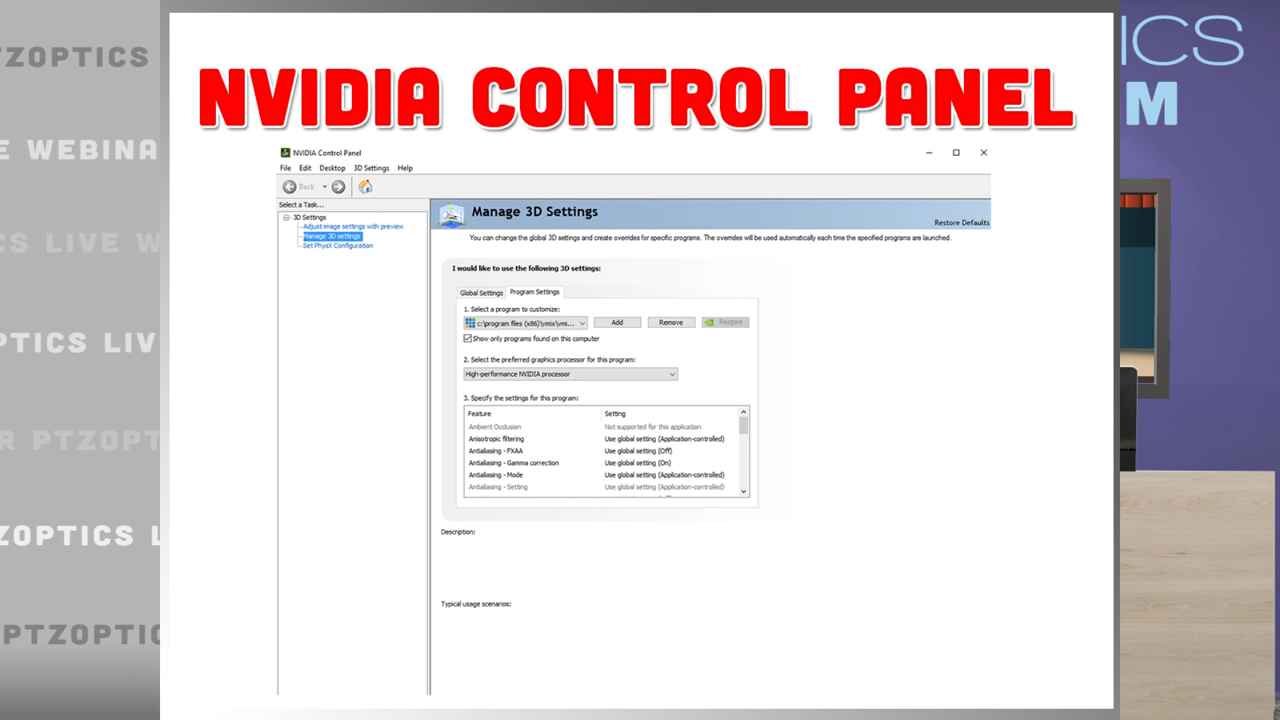 NVIDIA CONTROL PANEL
NVIDIA Control Panel
File Edit Desktop 3D Settings Help
Back
Select a Task...
3D Settings
Adjust image settings with preview
Manage 3D settings
Set PhysX Configuration
Manage 3D Settings
Restore Defaults
You can change the global 3D settings and create overrides for specific programs. The overrides will be used automatically each time the specified programs are launched.
I would like to use the following 3D settings:
Global Settings Program Settings
1. Select a program to customize:
c:\program files (x86)\vmix\vmi... Add Remove Restore
Show only programs found on this computer
2. Select the preferred graphics processor for this program:
High-performance NVIDIA processor
3. Specify the settings for this program:
Feature Setting
Ambient Occlusion Not supported for this application
Anisotropic filtering Use global setting (Application-controlled)
Antialiasing - FXAA Use global setting (Off)
Antialiasing - Gamma correction Use global setting (On)
Antialiasing - Mode Use global setting (Application-controlled)
Antialiasing - Setting Use global setting (Application-controlled)
Description:
Typical usage scenarios:
TZOPTICS
E WEBINA
CS LIVE W
PTICS LIV
R PTZOPT
ZOPTICS L
PTZOPTIC
ICS
M